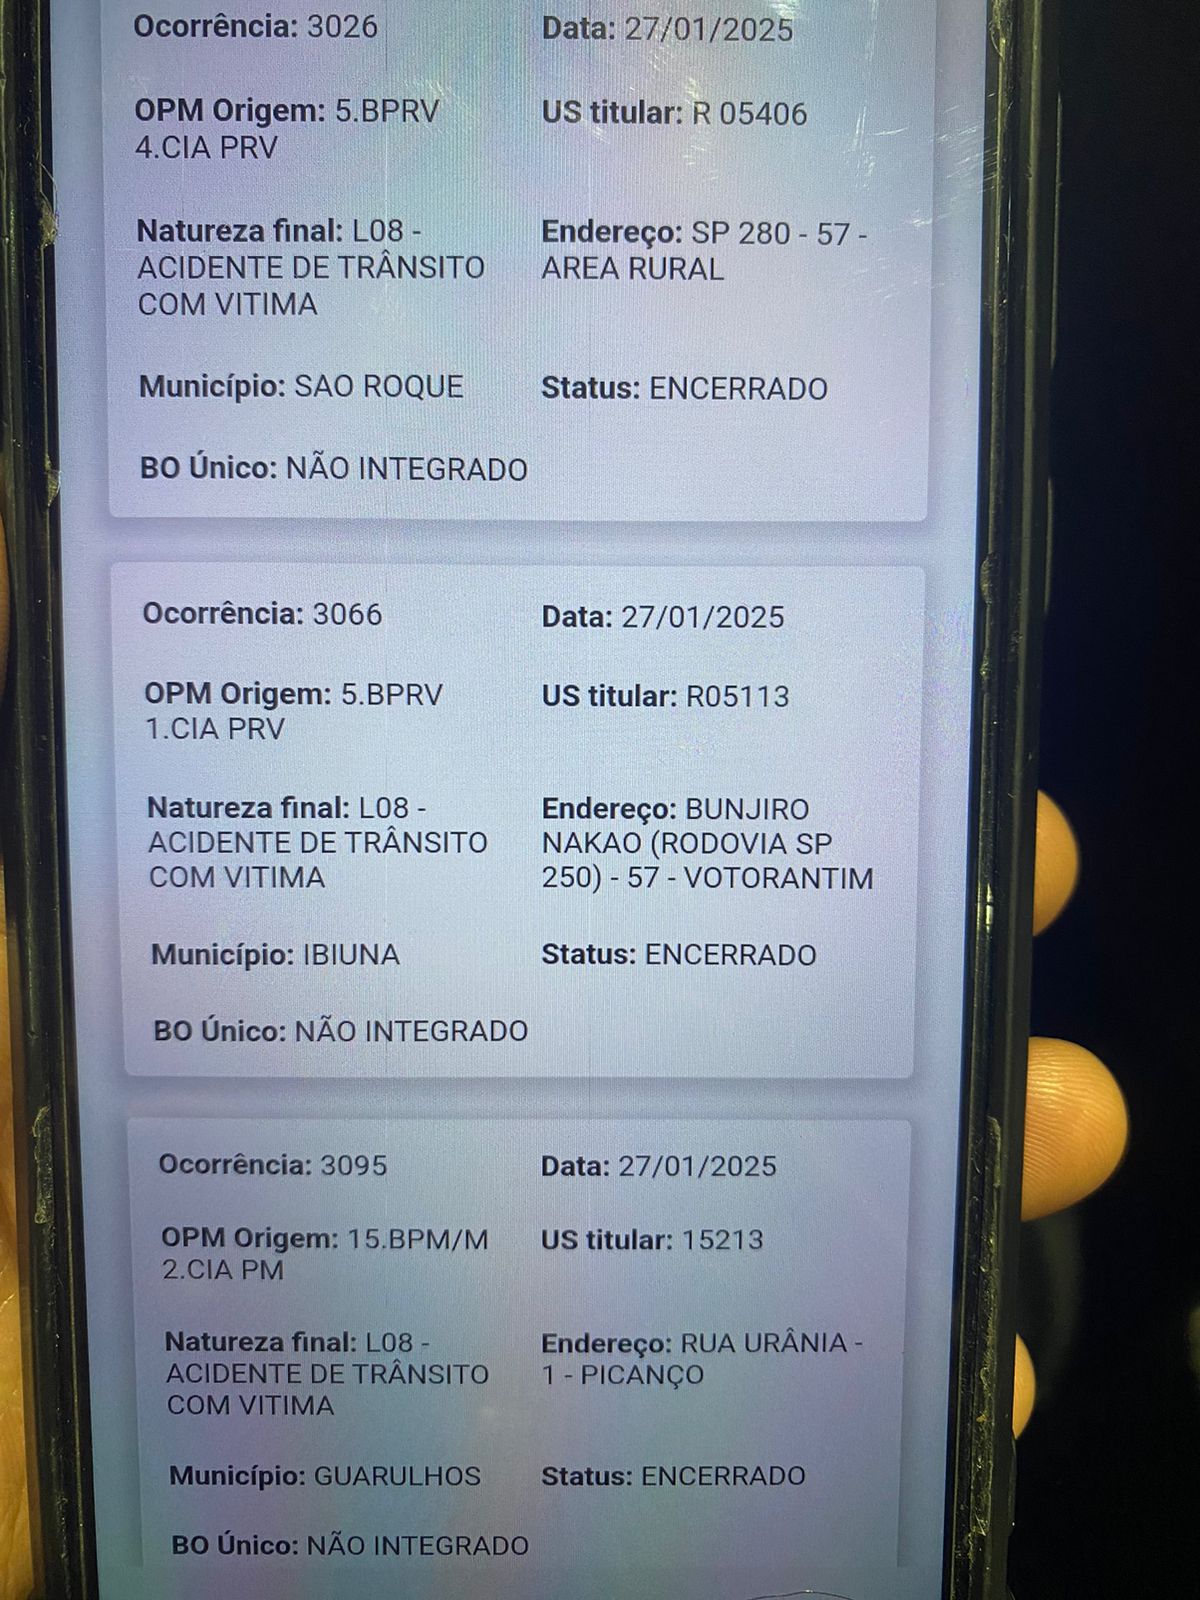 Ocorrência: 3026
Data: 27/01/2025
OPM Origem: 5.BPRV
4.CIA PRV
US titular: R 05406
Natureza final: L08 -
ACIDENTE DE TRÂNSITO
COM VITIMA
Endereço: SP 280 - 57 -
AREA RURAL
Município: SAO ROQUE
Status: ENCERRADO
BO Único: NÃO INTEGRADO
Ocorrência: 3066
Data: 27/01/2025
OPM Origem: 5.BPRV
1.CIA PRV
US titular: R05113
Natureza final: L08 -
ACIDENTE DE TRÂNSITO
COM VITIMA
Endereço: BUNJIRO
NAKAO (RODOVIA SP
250) - 57 - VOTORANTIM
Município: IBIUNA
Status: ENCERRADO
BO Único: NÃO INTEGRADO
Ocorrência: 3095
Data: 27/01/2025
OPM Origem: 15.BPM/M
2.CIA PM
US titular: 15213
Natureza final: L08 -
ACIDENTE DE TRÂNSITO
COM VITIMA
Endereço: RUA URÂNIA -
1 - PICANÇO
Município: GUARULHOS
Status: ENCERRADO
BO Único: NÃO INTEGRADO